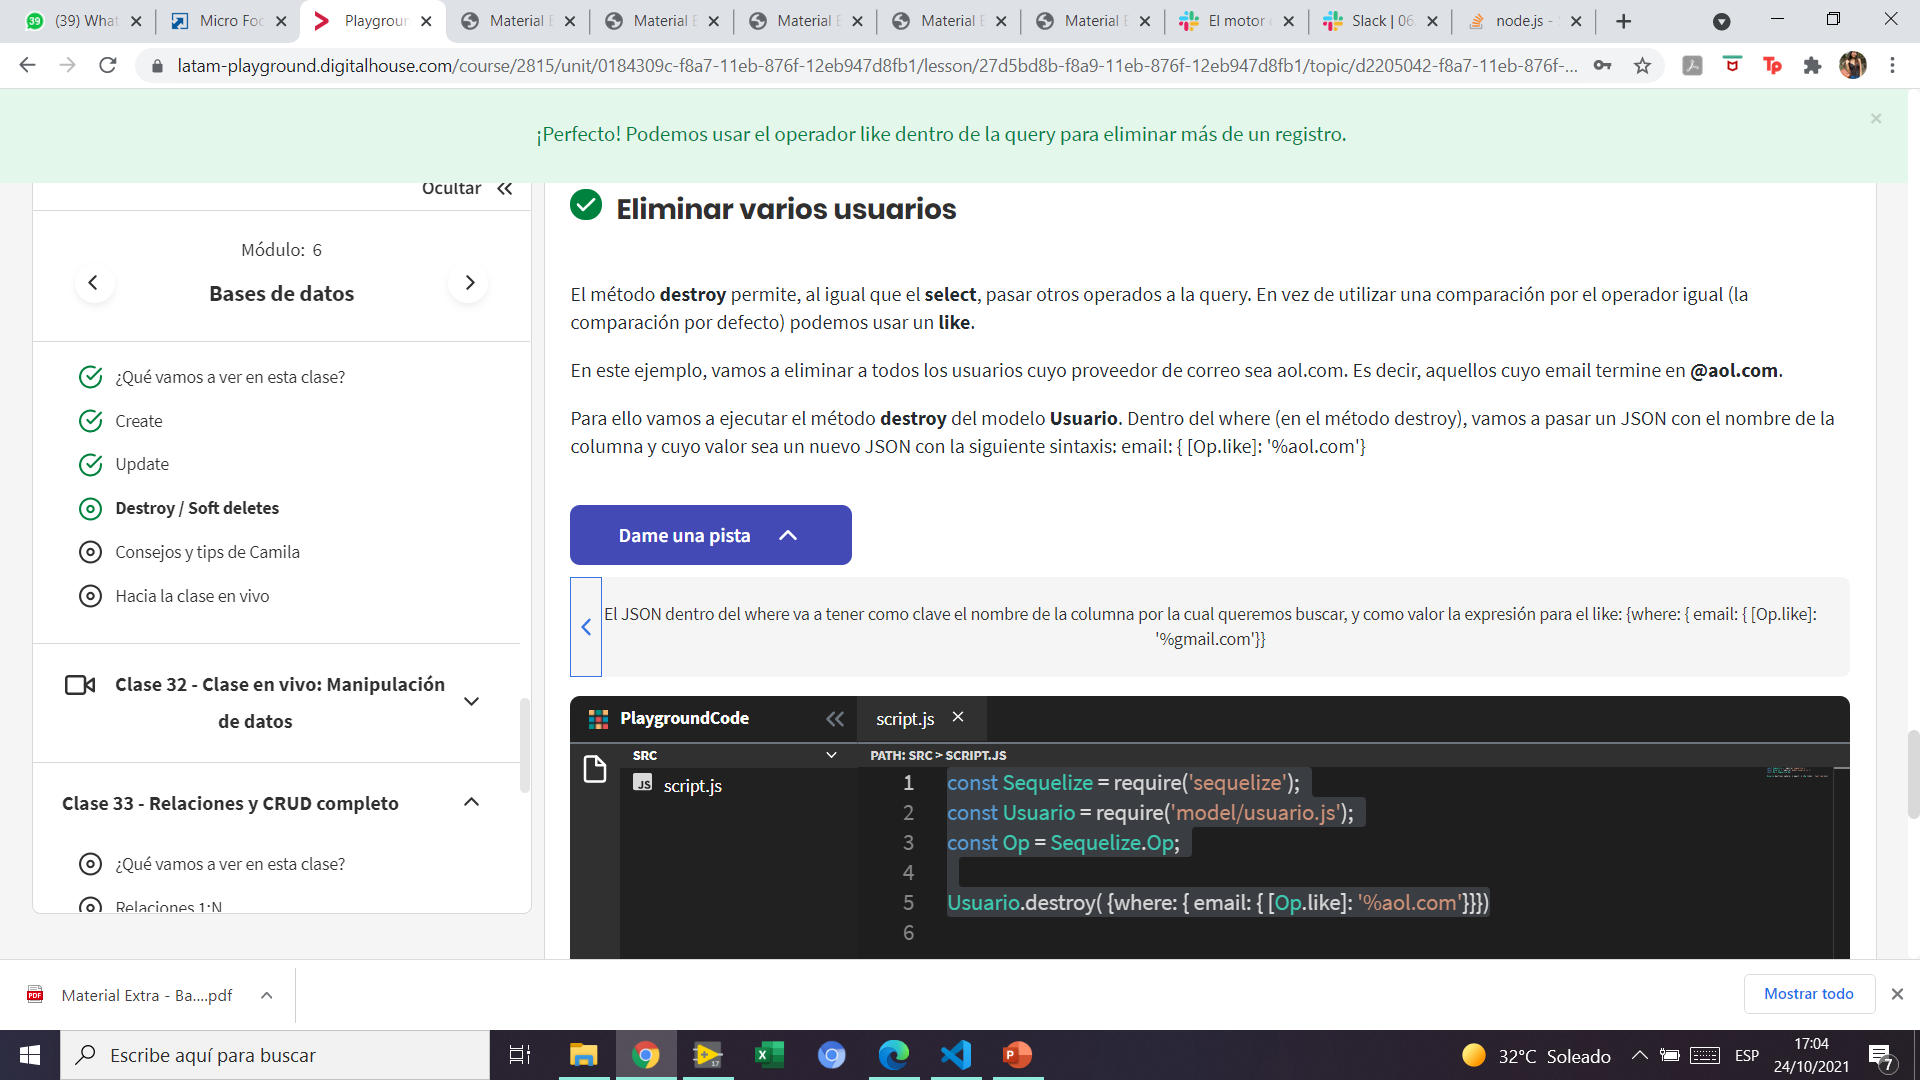 (39) What
Micro Foc
Playgroun
Material E
Material E
Material E
Material E
Material E
El motor
Slack | 06
node.js -
latam-playground.digitalhouse.com/course/2815/unit/0184309c-f8a7-11eb-876f-12eb947d8fb1/lesson/27d5bd8b-f8a9-11eb-876f-12eb947d8fb1/topic/d2205042-f8a7-11eb-876f-...
¡Perfecto! Podemos usar el operador like dentro de la query para eliminar más de un registro.
Ocultar
Módulo: 6
Bases de datos
¿Qué vamos a ver en esta clase?
Create
Update
Destroy / Soft deletes
Consejos y tips de Camila
Hacia la clase en vivo
Clase 32 - Clase en vivo: Manipulación
de datos
Clase 33 - Relaciones y CRUD completo
¿Qué vamos a ver en esta clase?
Relaciones 1:N
Eliminar varios usuarios
El método destroy permite, al igual que el select, pasar otros operados a la query. En vez de utilizar una comparación por el operador igual (la
comparación por defecto) podemos usar un like.
En este ejemplo, vamos a eliminar a todos los usuarios cuyo proveedor de correo sea aol.com. Es decir, aquellos cuyo email termine en @aol.com.
Para ello vamos a ejecutar el método destroy del modelo Usuario. Dentro del where (en el método destroy), vamos a pasar un JSON con el nombre de la
columna y cuyo valor sea un nuevo JSON con la siguiente sintaxis: email: { [Op.like]: '%aol.com'}
Dame una pista
El JSON dentro del where va a tener como clave el nombre de la columna por la cual queremos buscar, y como valor la expresión para el like: {where: { email: { [Op.like]:
'%gmail.com'}}
PlaygroundCode
script.js
SRC
JS script.js
PATH: SRC > SCRIPT.JS
1 const Sequelize = require('sequelize');
2 const Usuario = require('model/usuario.js');
3 const Op = Sequelize.Op;
4
5 Usuario.destroy( {where: { email: { [Op.like]: '%aol.com'}}})
6
Material Extra - Ba....pdf
Mostrar todo
Escribe aquí para buscar
32°C Soleado
ESP
17:04
24/10/2021
7